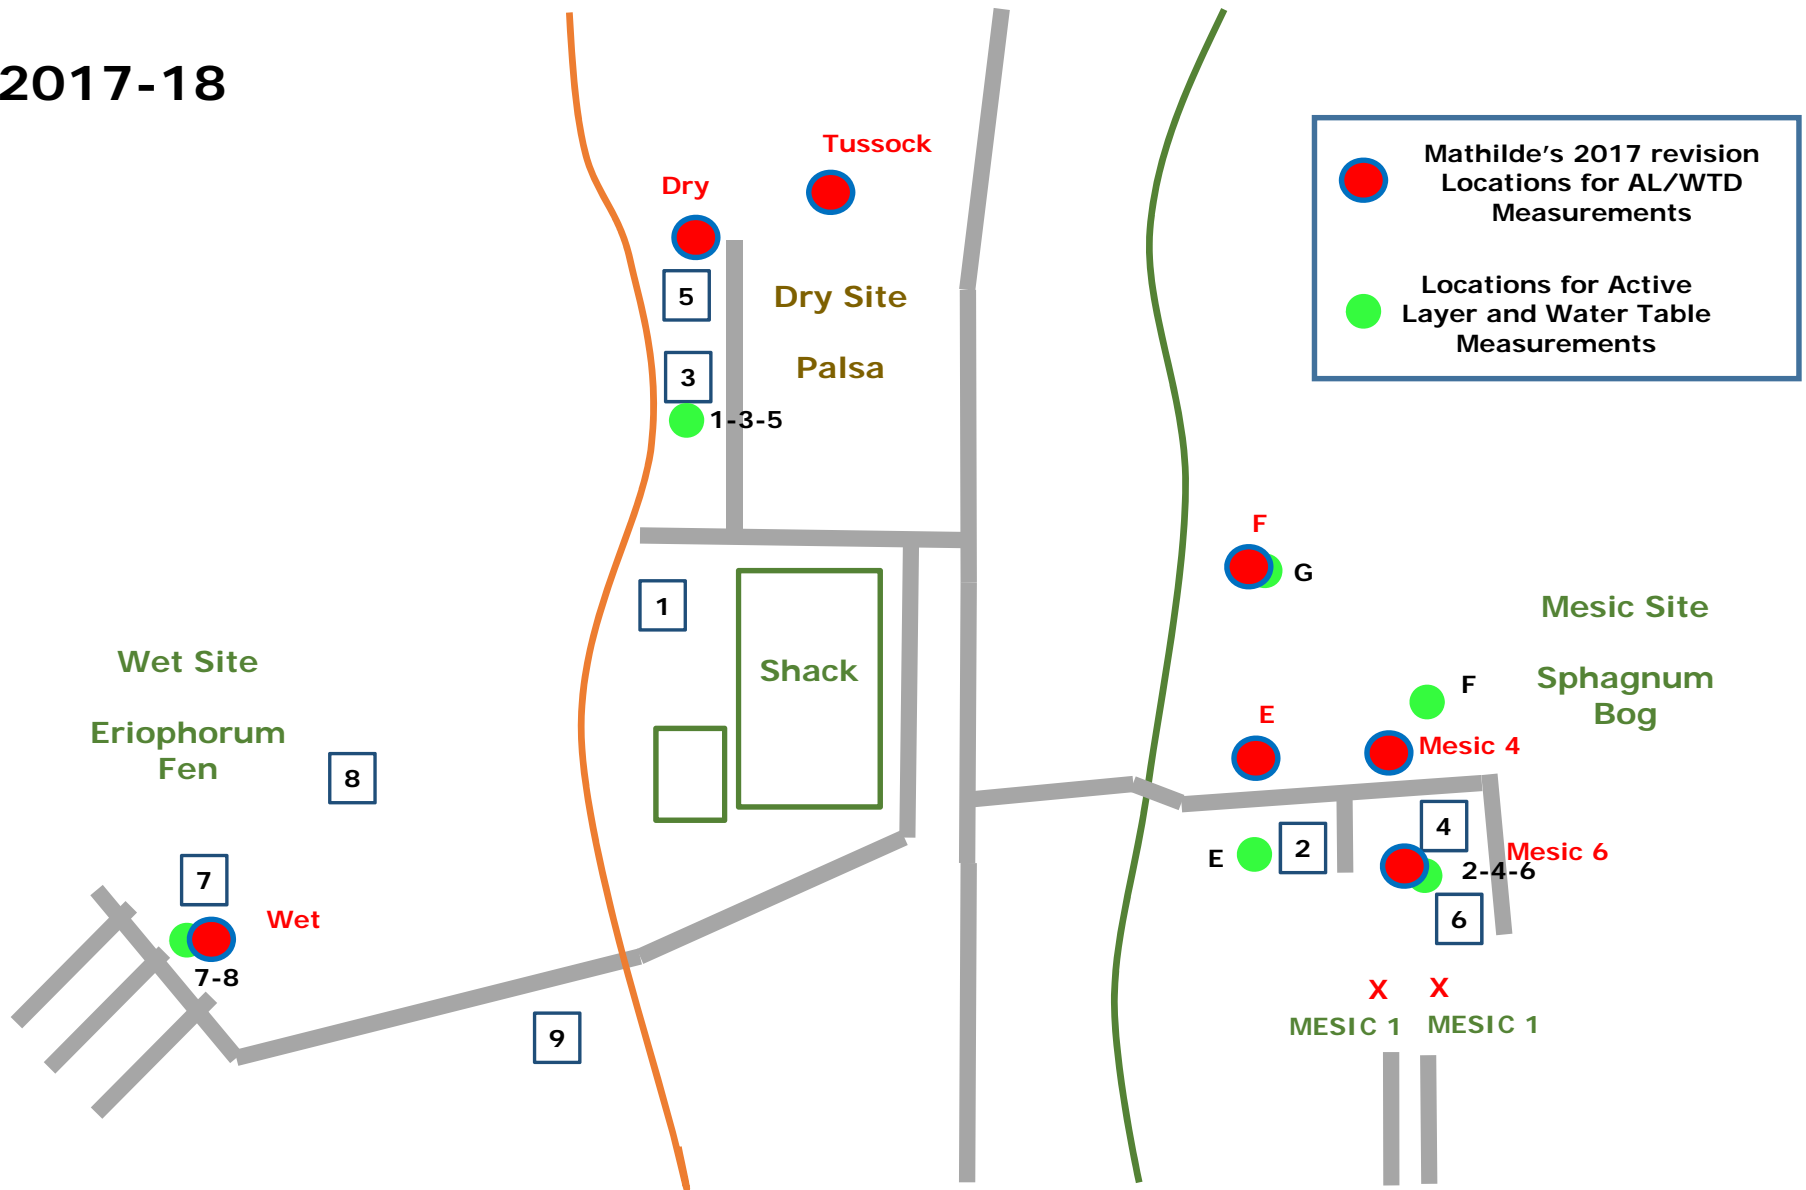 2017-18
Tussock
Dry
Mathilde's 2017 revision
Locations for AL/WTD
Measurements
Locations for Active
Layer and Water Table
Measurements
5
Dry Site
Palsa
3
1-3-5
F
G
1
Shack
Mesic Site
Sphagnum
Bog
Wet Site
Eriophorum
Fen
8
F
E
Mesic 4
4
E
2
Mesic 6
2-4-6
6
7
Wet
7-8
9
X
X
MESIC 1
MESIC 1